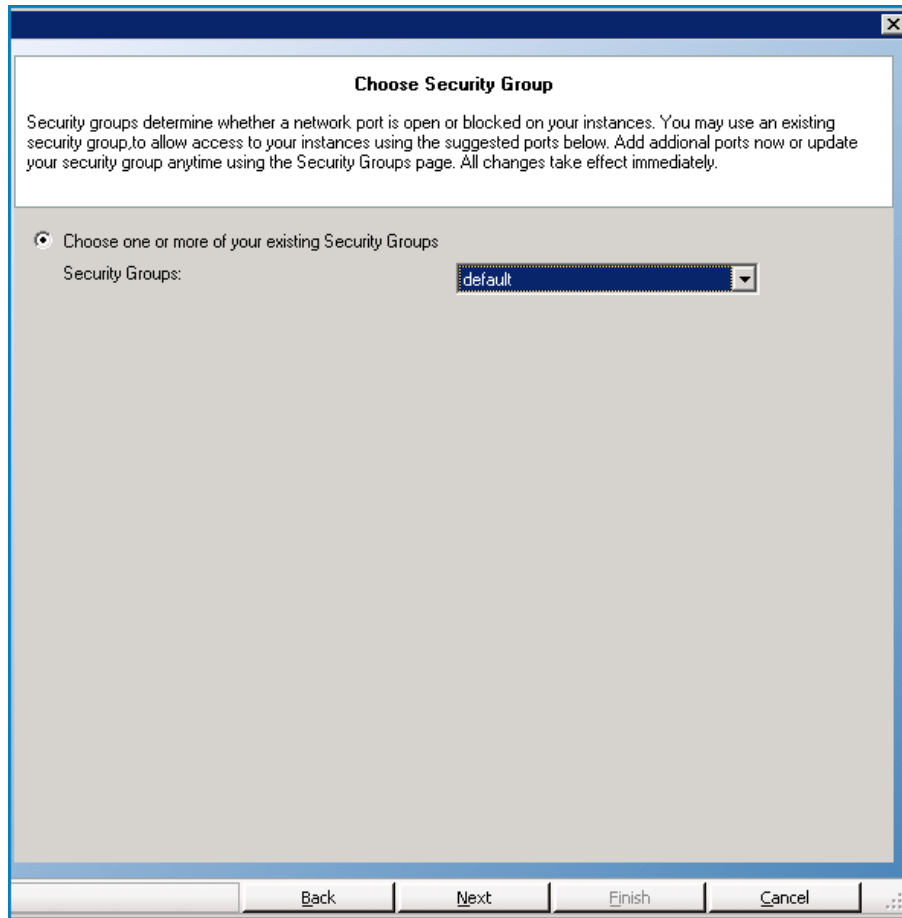 Choose Security Group
Security groups determine whether a network port is open or blocked on your instances. You may use an existing
security group,to allow access to your instances using the suggested ports below. Add addional ports now or update
your security group anytime using the Security Groups page. All changes take effect immediately.
Choose one or more of your existing Security Groups
Security Groups:
default
Back
Next
Finish
Cancel